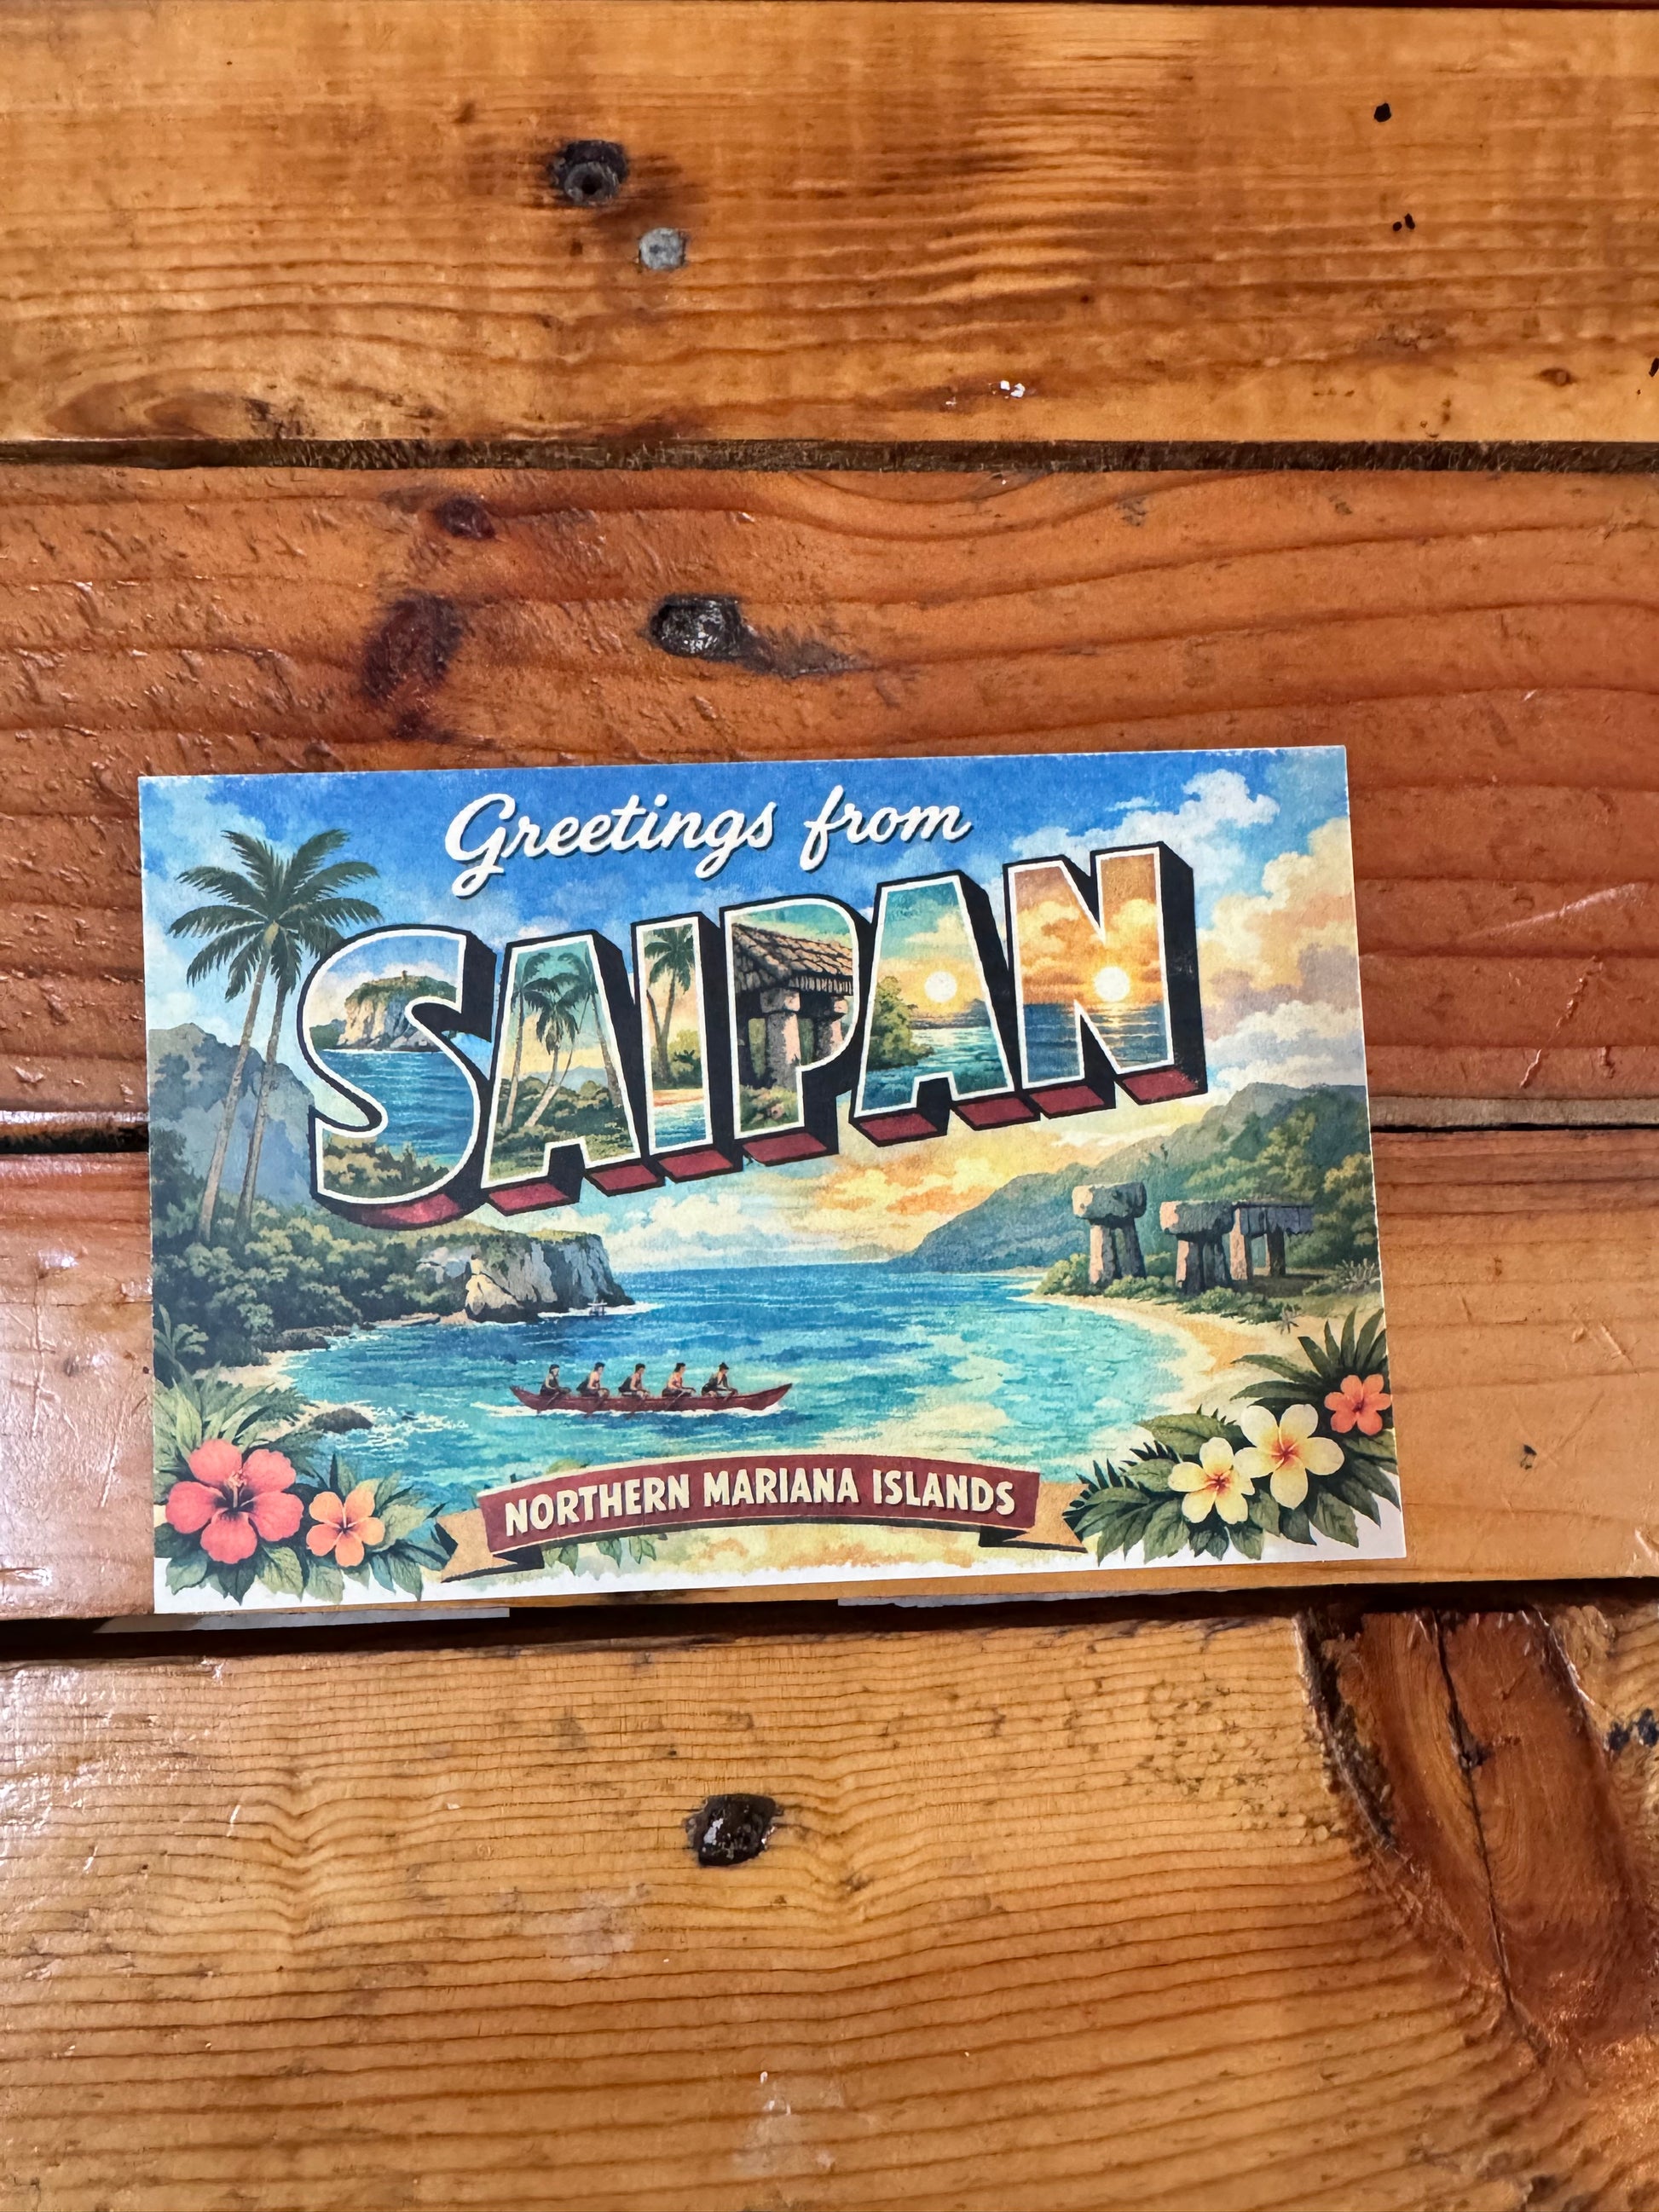 Greetings from
SAIPAN
NORTHERN MARIANA ISLANDS